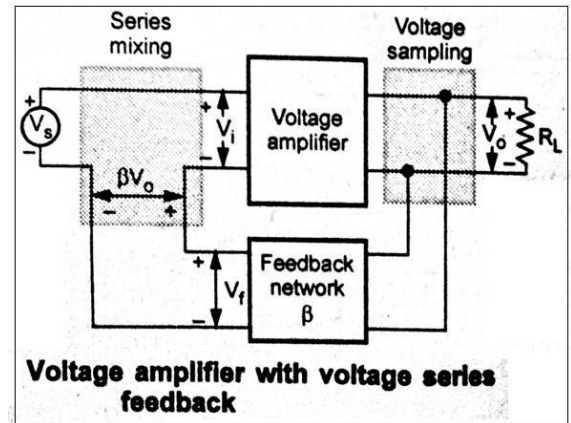 Series
mixing
Voltage
sampling
+
Vs
−
+
Vi
−
Voltage
amplifier
+
Vo
−
RL
βVo
−
+
+
Vf
−
Feedback
network
β
Voltage amplifier with voltage series
feedback